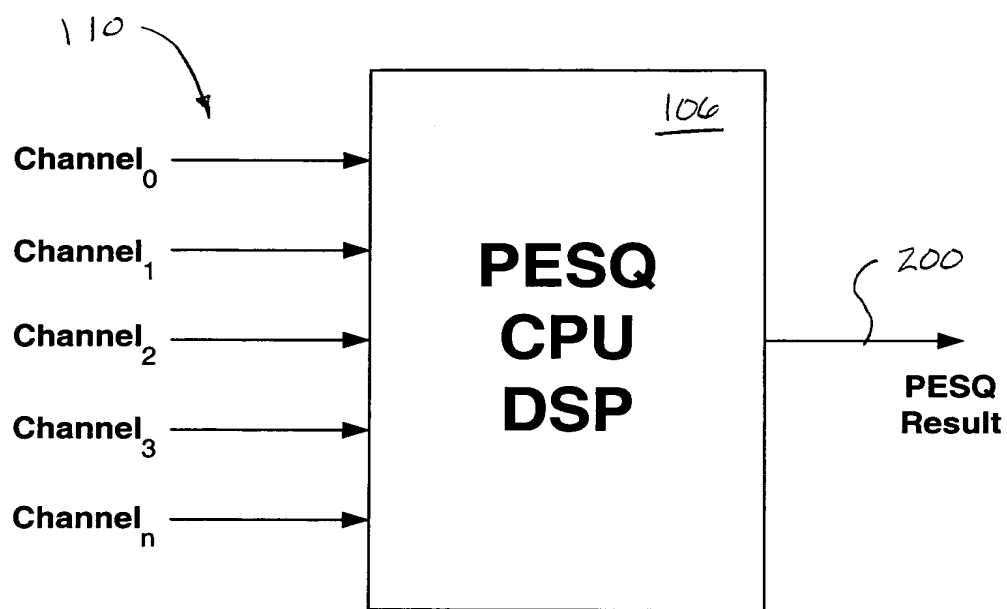 110
106
Channel0
Channel1
Channel2
Channel3
Channeln
PESQ
CPU
DSP
200
PESQ
Result